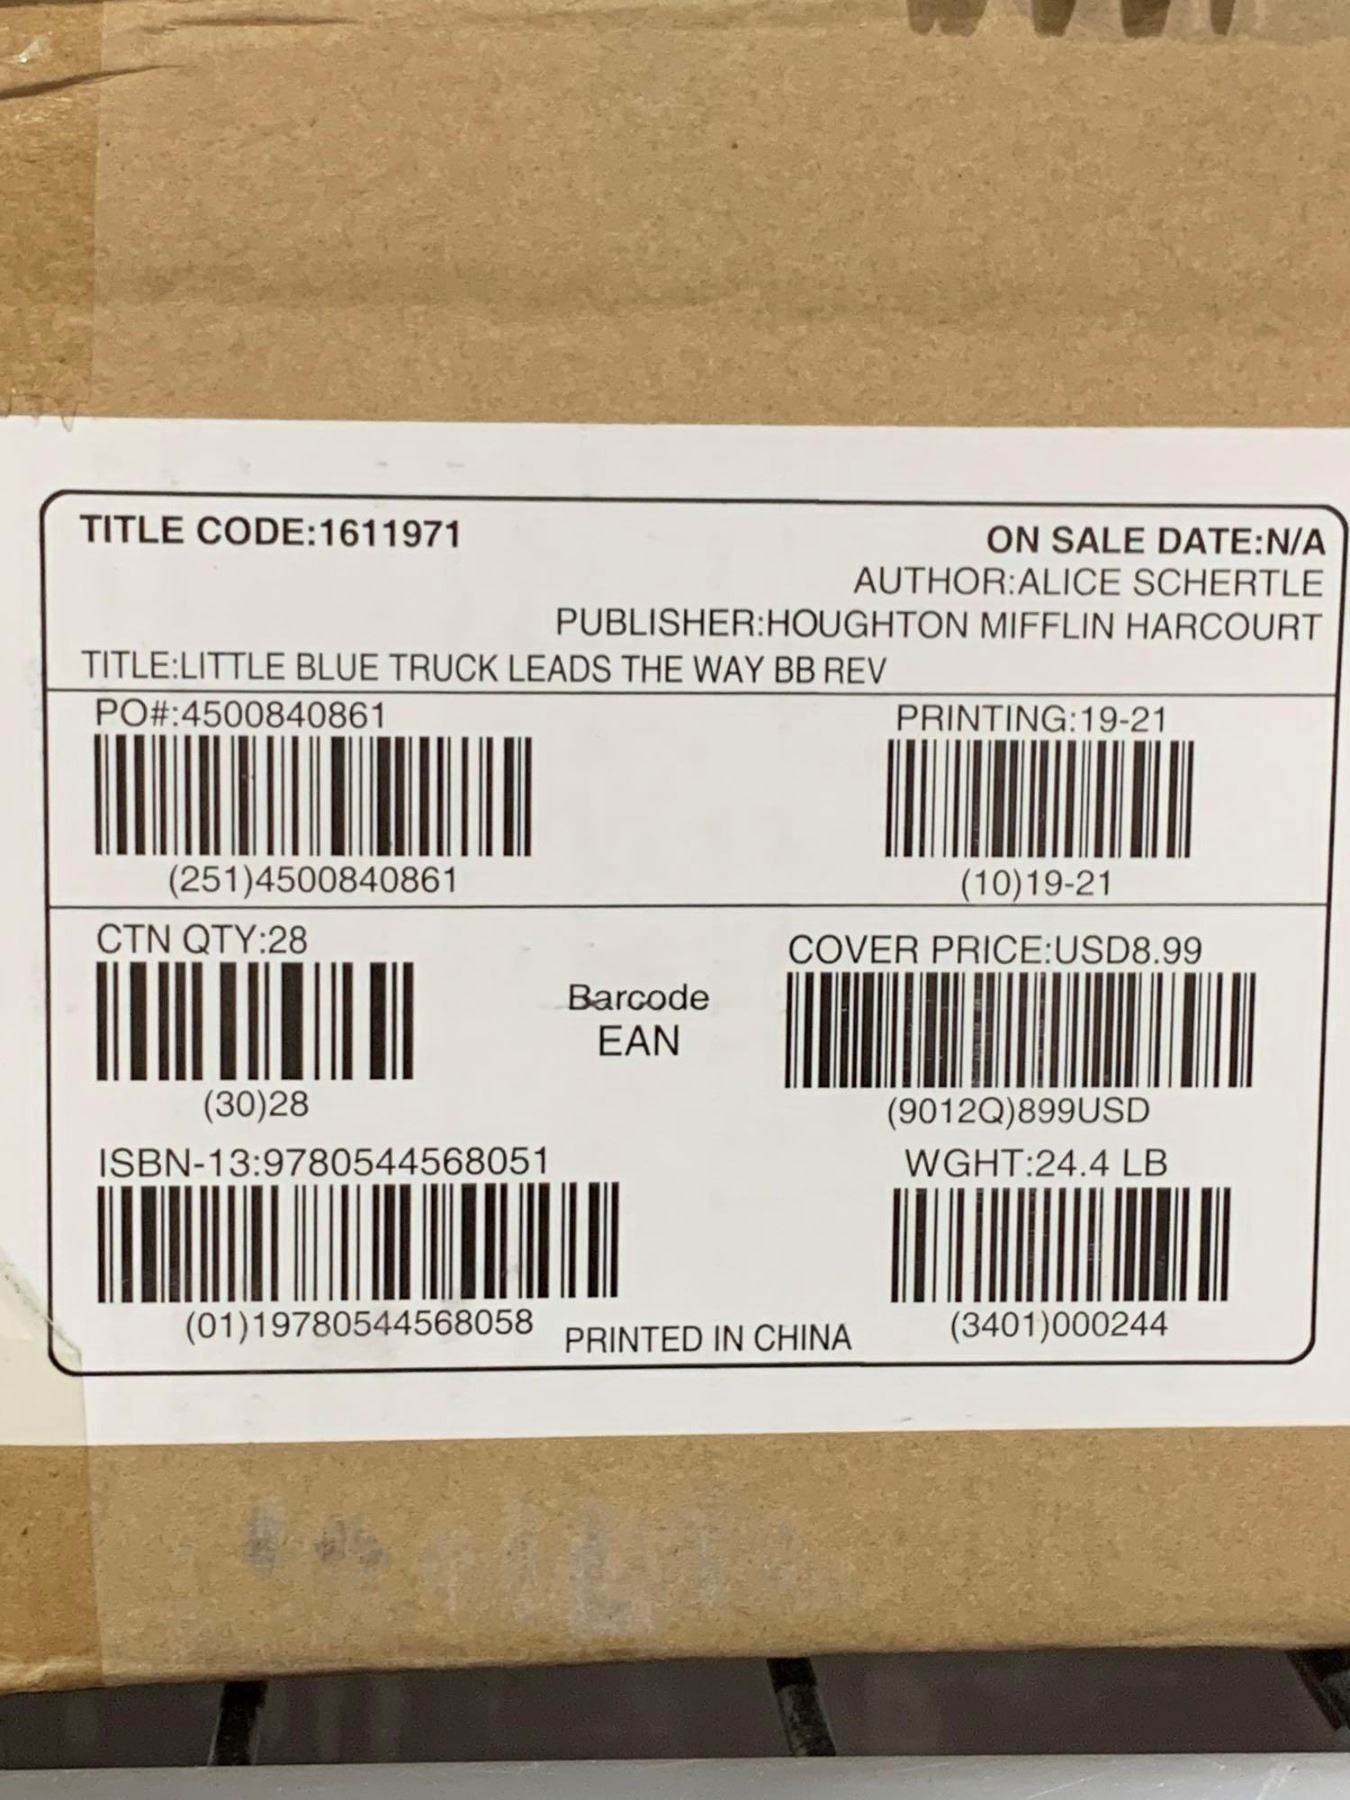 TITLE CODE:1611971
ON SALE DATE:N/A
AUTHOR:ALICE SCHERTLE
PUBLISHER:HOUGHTON MIFFLIN HARCOURT
TITLE:LITTLE BLUE TRUCK LEADS THE WAY BB REV
PO#:4500840861
(251)4500840861
PRINTING:19-21
(10)19-21
CTN QTY:28
(30)28
Barcode
EAN
COVER PRICE:USD8.99
(9012Q)899USD
ISBN-13:9780544568051
(01)19780544568058
WGHT:24.4 LB
(3401)000244
PRINTED IN CHINA